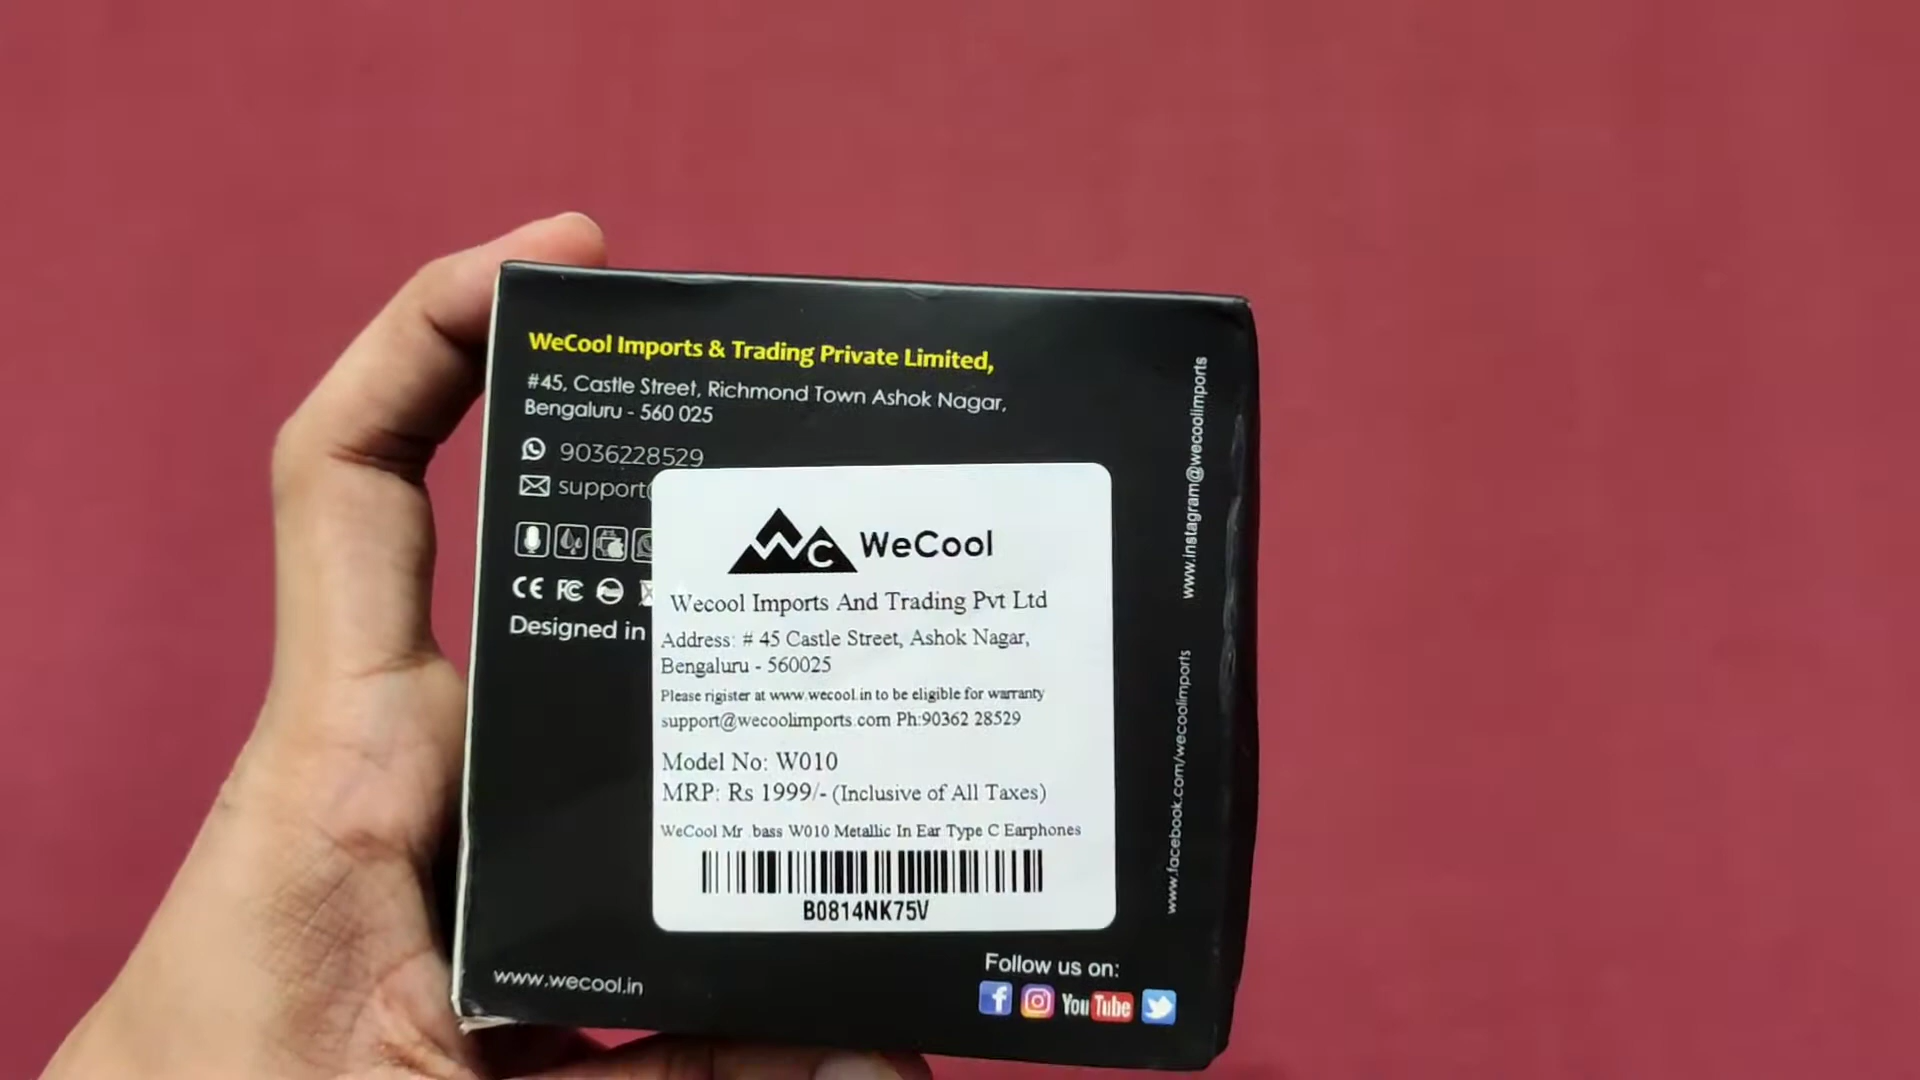 WeCool Imports & Trading Private Limited,
#45, Castle Street, Richmond Town Ashok Nagar,
Bengaluru - 560 025
9036228529
support
CE FC
Designed in
WC WeCool
Wecool Imports And Trading Pvt Ltd
Address: # 45 Castle Street, Ashok Nagar,
Bengaluru - 560025
Please rigister at www.wecool.in to be eligible for warranty
support@wecoolimports.com Ph:90362 28529
Model No: W010
MRP: Rs 1999/- (Inclusive of All Taxes)
WeCool Mr .bass W010 Metallic In Ear Type C Earphones
B0814NK75V
www.instagram@wecoolimports
www.facebook.com/wecoolimports
www.wecool.in
Follow us on:
f YouTube